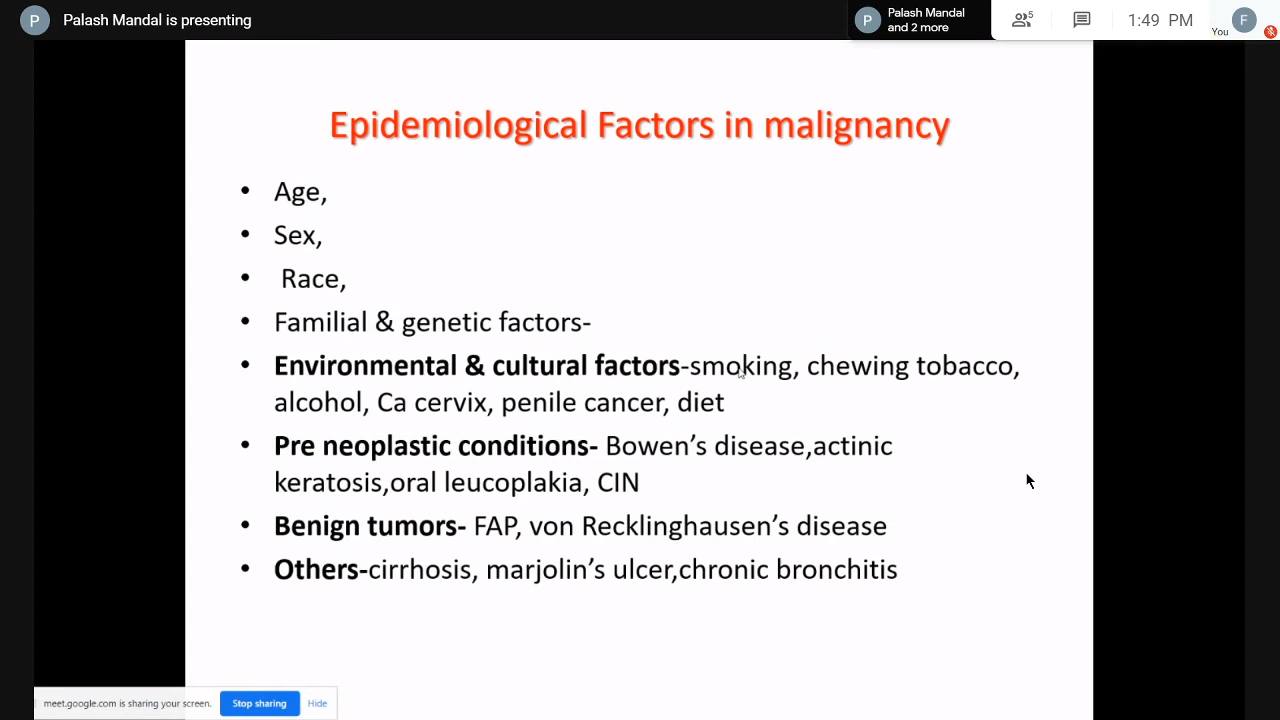 P Palash Mandal is presenting
P Palash Mandal
and 2 more
5
1:49 PM
You
F
Epidemiological Factors in malignancy
• Age,
• Sex,
• Race,
• Familial & genetic factors-
• Environmental & cultural factors-smoking, chewing tobacco,
alcohol, Ca cervix, penile cancer, diet
• Pre neoplastic conditions- Bowen's disease,actinic
keratosis,oral leucoplakia, CIN
• Benign tumors- FAP, von Recklinghausen's disease
• Others-cirrhosis, marjolin's ulcer,chronic bronchitis
meet.google.com is sharing your screen. Stop sharing Hide